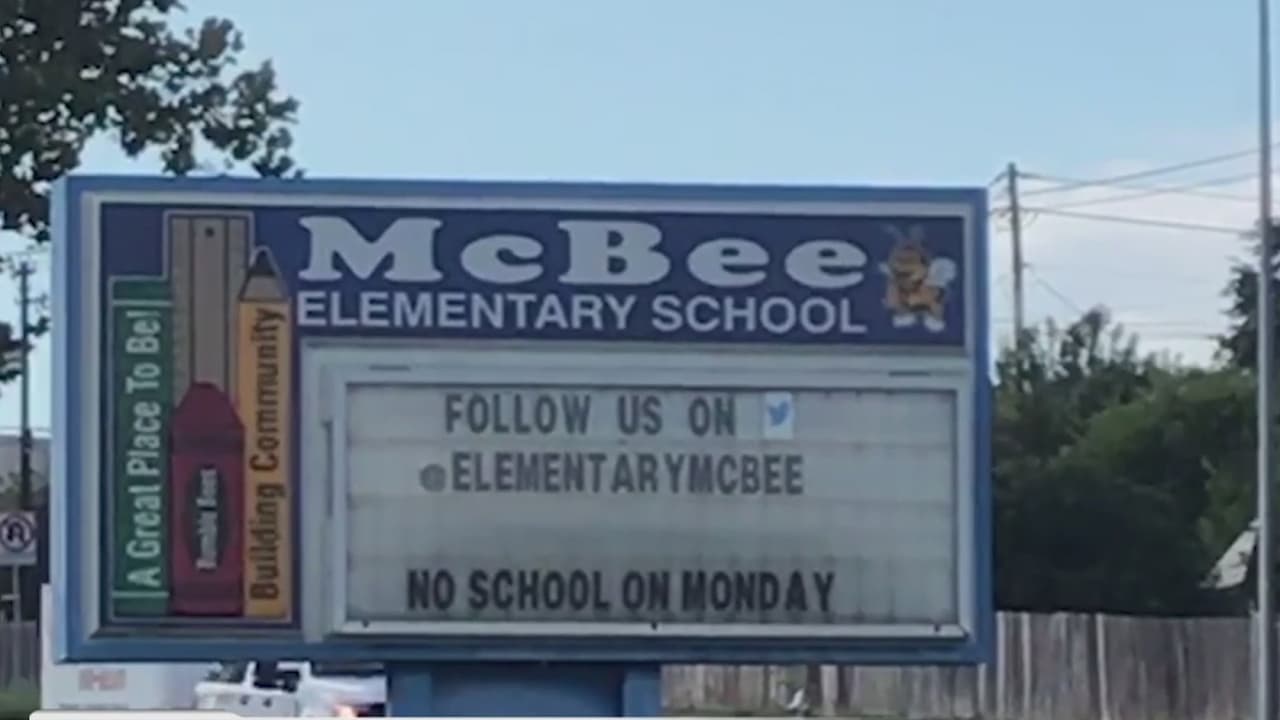 McBee
ELEMENTARY SCHOOL
A Great Place To Be!
Building Community
FOLLOW US ON
@ELEMENTARYMCBEE
NO SCHOOL ON MONDAY